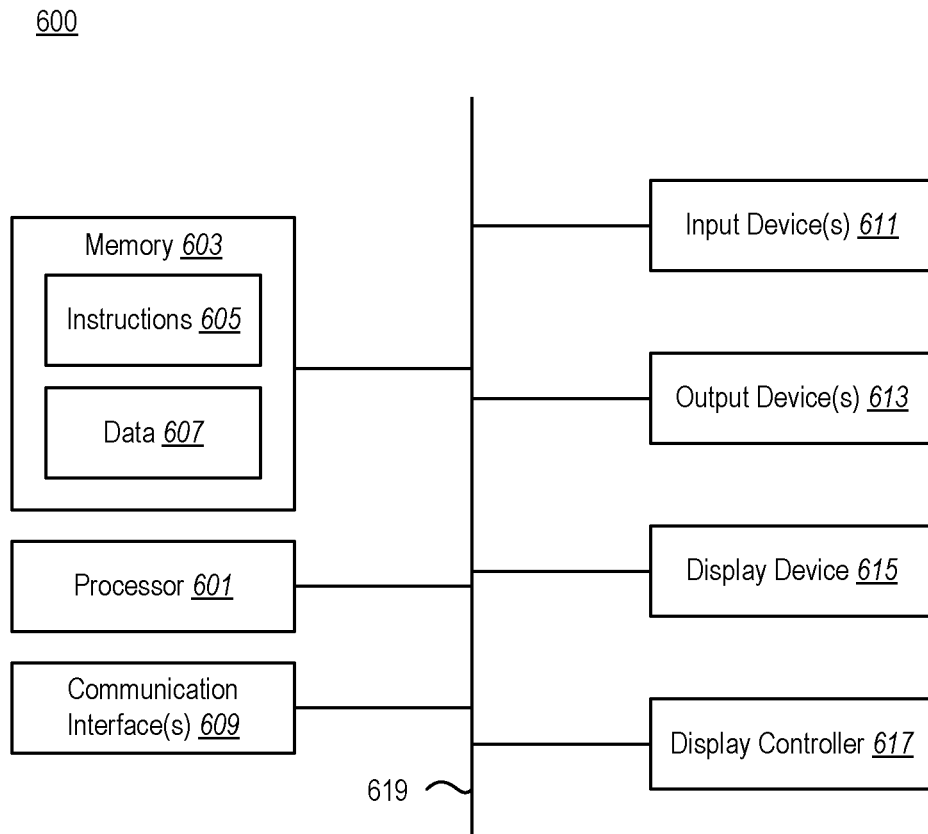 600
Memory 603
Instructions 605
Data 607
Processor 601
Communication
Interface(s) 609
619
Input Device(s) 611
Output Device(s) 613
Display Device 615
Display Controller 617